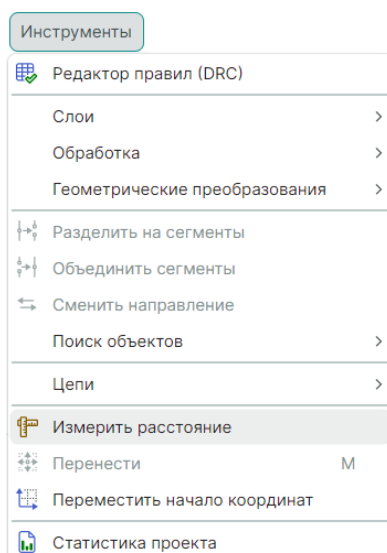 Инструменты
Редактор правил (DRC)
Слои
Обработка
Геометрические преобразования
Разделить на сегменты
Объединить сегменты
Сменить направление
Поиск объектов
Цепи
Измерить расстояние
Перенести M
Переместить начало координат
Статистика проекта